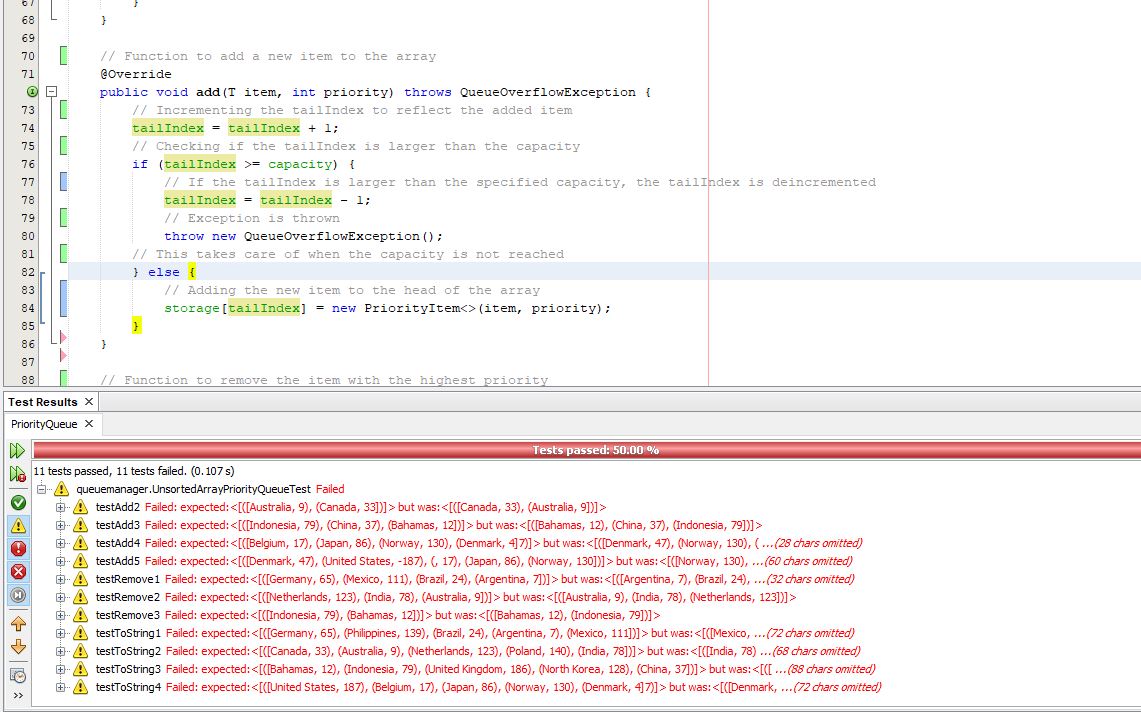 67 }
68 }
69
70 // Function to add a new item to the array
71 @Override
public void add(T item, int priority) throws QueueOverflowException {
73 // Incrementing the tailIndex to reflect the added item
74 tailIndex = tailIndex + 1;
75 // Checking if the tailIndex is larger than the capacity
76 if (tailIndex >= capacity) {
77 // If the tailIndex is larger than the specified capacity, the tailIndex is deincremented
78 tailIndex = tailIndex - 1;
79 // Exception is thrown
80 throw new QueueOverflowException();
81 // This takes care of when the capacity is not reached
82 } else {
83 // Adding the new item to the head of the array
84 storage[tailIndex] = new PriorityItem<>(item, priority);
85 }
86 }
87
88 // Function to remove the item with the highest priority
Test Results
PriorityQueue
Tests passed: 50.00 %
11 tests passed, 11 tests failed. (0.107 s)
queuemanager.UnsortedArrayPriorityQueueTest Failed
testAdd2 Failed: expected:<[([Australia, 9), (Canada, 33])]> but was:<[([Canada, 33), (Australia, 9])]>
testAdd3 Failed: expected:<[([Indonesia, 79), (China, 37), (Bahamas, 12])]> but was:<[([Bahamas, 12), (China, 37), (Indonesia, 79])]>
testAdd4 Failed: expected:<[([Belgium, 17), (Japan, 86), (Norway, 130), (Denmark, 4]7)]> but was:<[([Denmark, 47), (Norway, 130), ( ...(28 chars omitted)
testAdd5 Failed: expected:<[([Denmark, 47), (United States, -187), (, 17), (Japan, 86), (Norway, 130])]> but was:<[([Norway, 130), ...(60 chars omitted)
testRemove1 Failed: expected:<[([Germany, 65), (Mexico, 111), (Brazil, 24), (Argentina, 7])]> but was:<[([Argentina, 7), (Brazil, 24), ...(32 chars omitted)
testRemove2 Failed: expected:<[([Netherlands, 123), (India, 78), (Australia, 9])]> but was:<[([Australia, 9), (India, 78), (Netherlands, 123])]>
testRemove3 Failed: expected:<[([Indonesia, 79), (Bahamas, 12])]> but was:<[([Bahamas, 12), (Indonesia, 79])]>
testToString1 Failed: expected:<[([Germany, 65), (Philippines, 139), (Brazil, 24), (Argentina, 7), (Mexico, 111])]> but was:<[([Mexico, ...(72 chars omitted)
testToString2 Failed: expected:<[([Canada, 33), (Australia, 9), (Netherlands, 123), (Poland, 140), (India, 78])]> but was:<[([India, 78) ...(68 chars omitted)
testToString3 Failed: expected:<[([Bahamas, 12), (Indonesia, 79), (United Kingdom, 186), (North Korea, 128), (China, 37])]> but was:<[([ ...(88 chars omitted)
testToString4 Failed: expected:<[([United States, 187), (Belgium, 17), (Japan, 86), (Norway, 130), (Denmark, 4]7)]> but was:<[([Denmark, ...(72 chars omitted)